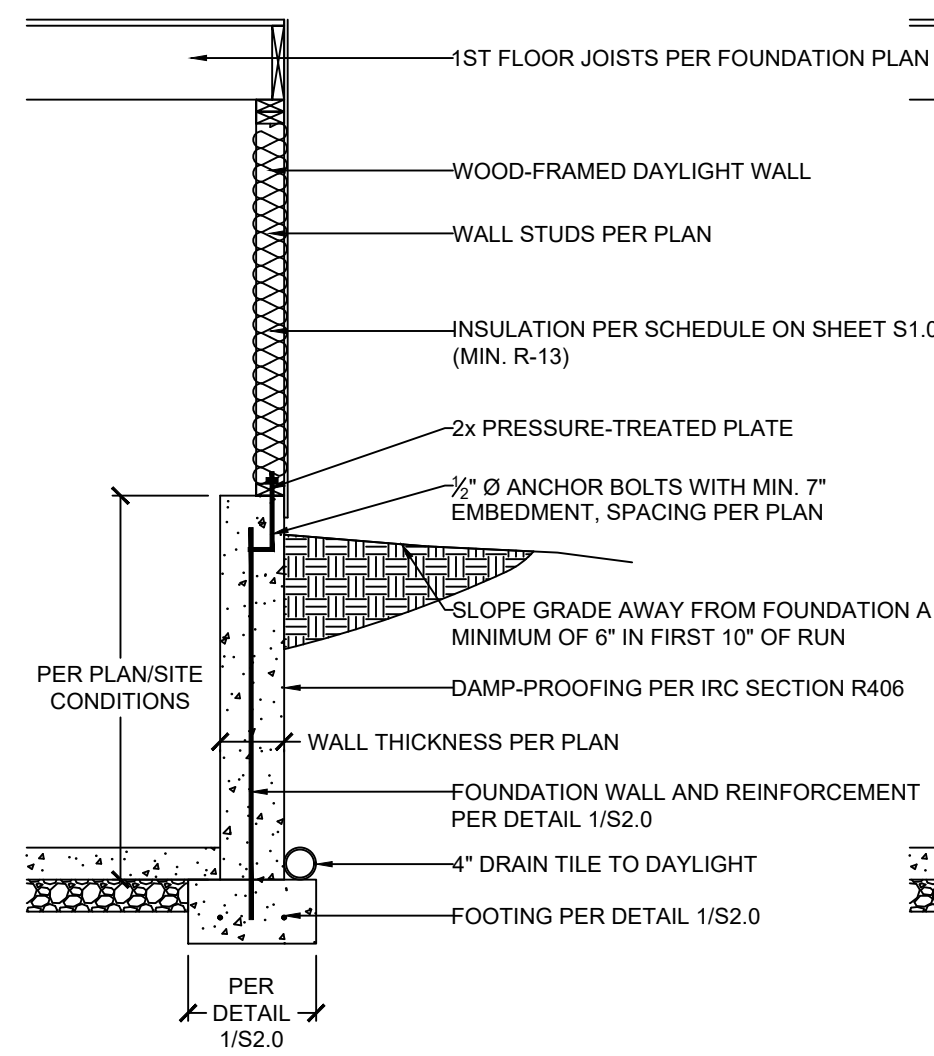 1ST FLOOR JOISTS PER FOUNDATION PLAN
WOOD-FRAMED DAYLIGHT WALL
WALL STUDS PER PLAN
INSULATION PER SCHEDULE ON SHEET S1.0
(MIN. R-13)
2x PRESSURE-TREATED PLATE
½" Ø ANCHOR BOLTS WITH MIN. 7"
EMBEDMENT, SPACING PER PLAN
SLOPE GRADE AWAY FROM FOUNDATION A
MINIMUM OF 6" IN FIRST 10" OF RUN
PER PLAN/SITE
CONDITIONS
DAMP-PROOFING PER IRC SECTION R406
WALL THICKNESS PER PLAN
FOUNDATION WALL AND REINFORCEMENT
PER DETAIL 1/S2.0
4" DRAIN TILE TO DAYLIGHT
FOOTING PER DETAIL 1/S2.0
PER
DETAIL
1/S2.0